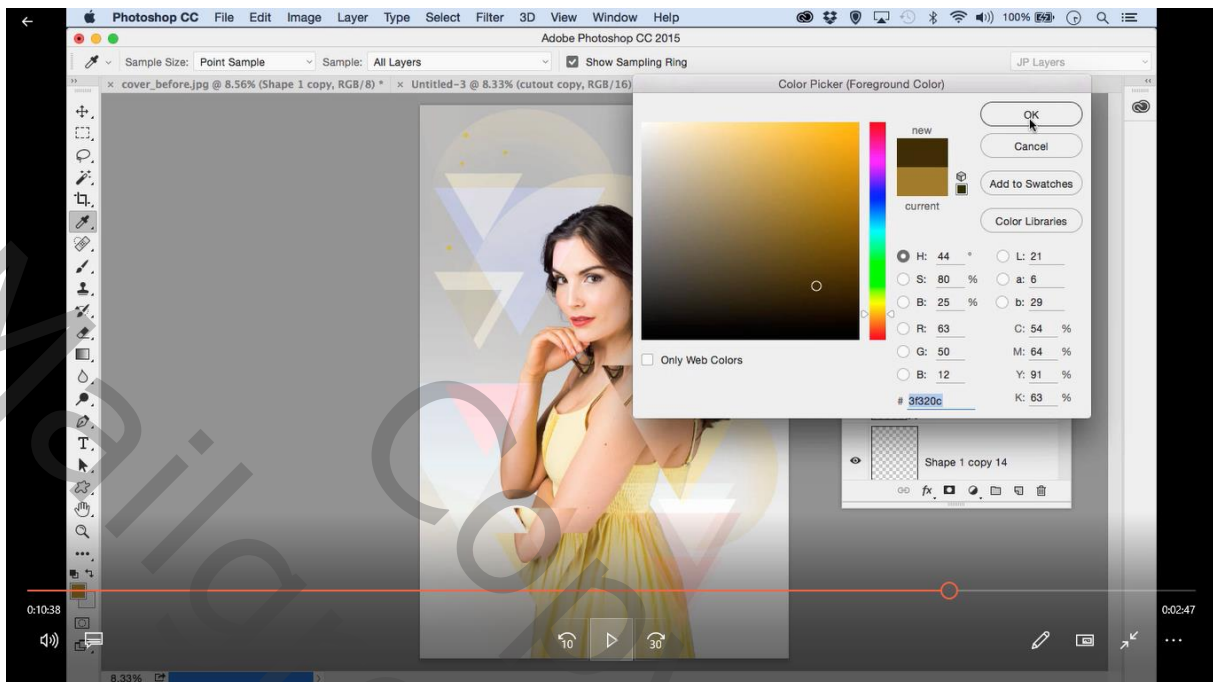 Photoshop CC File Edit Image Layer Type Select Filter 3D View Window Help 100%
Adobe Photoshop CC 2015
Sample Size: Point Sample Sample: All Layers Show Sampling Ring JP Layers
× cover_before.jpg @ 8.56% (Shape 1 copy, RGB/8) * × Untitled-3 @ 8.33% (cutout copy, RGB/16)
Color Picker (Foreground Color)
new
current
OK
Cancel
Add to Swatches
Color Libraries
H: 44 ° L: 21
S: 80 % a: 6
B: 25 % b: 29
R: 63 C: 54 %
G: 50 M: 64 %
B: 12 Y: 91 %
# 3f320c K: 63 %
Only Web Colors
Shape 1 copy 14
fx
T
0:10:38
0:02:47
10
30
8.33%